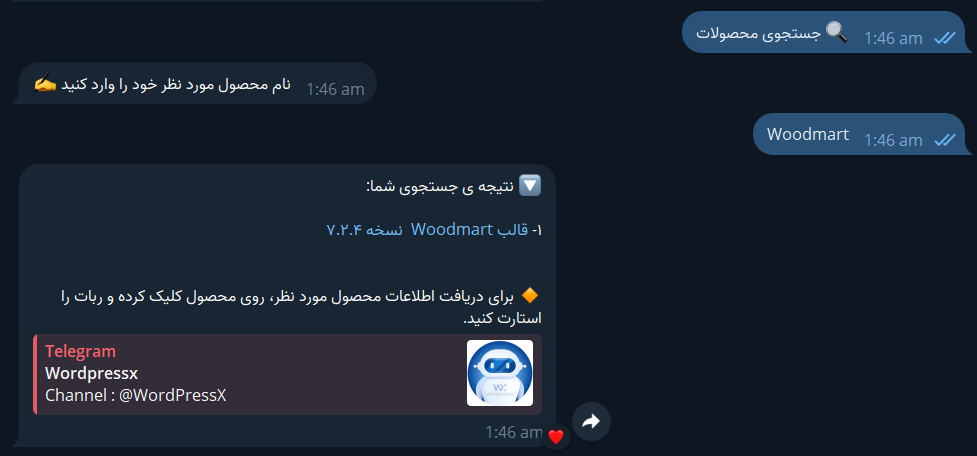 جستجوی محصولات
1:46 am
نام محصول مورد نظر خود را وارد کنید
1:46 am
Woodmart
1:46 am
نتیجه ی جستجوی شما:
۱- قالب Woodmart نسخه ۷.۲.۴
برای دریافت اطلاعات محصول مورد نظر، روی محصول کلیک کرده و ربات را
استارت کنید.
Telegram
Wordpressx
Channel : @WordPressX
1:46 am